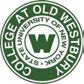 COLLEGE AT OLD WESTBURY
STATE UNIVERSITY OF NEW YORK
W